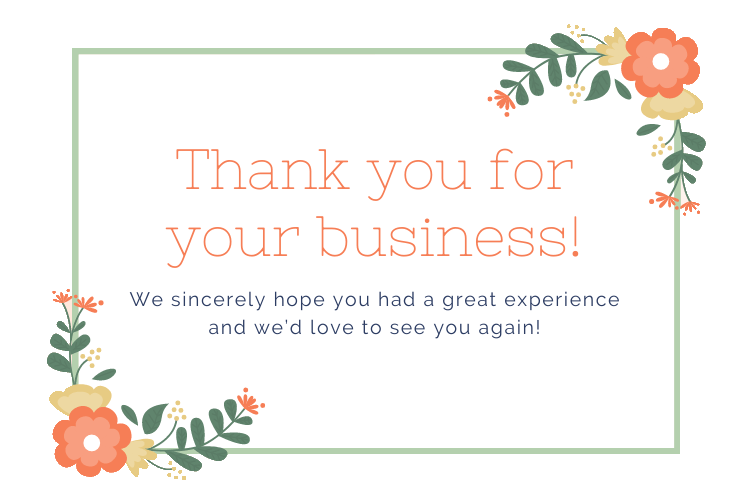 Thank you for
your business!
We sincerely hope you had a great experience
and we'd love to see you again!